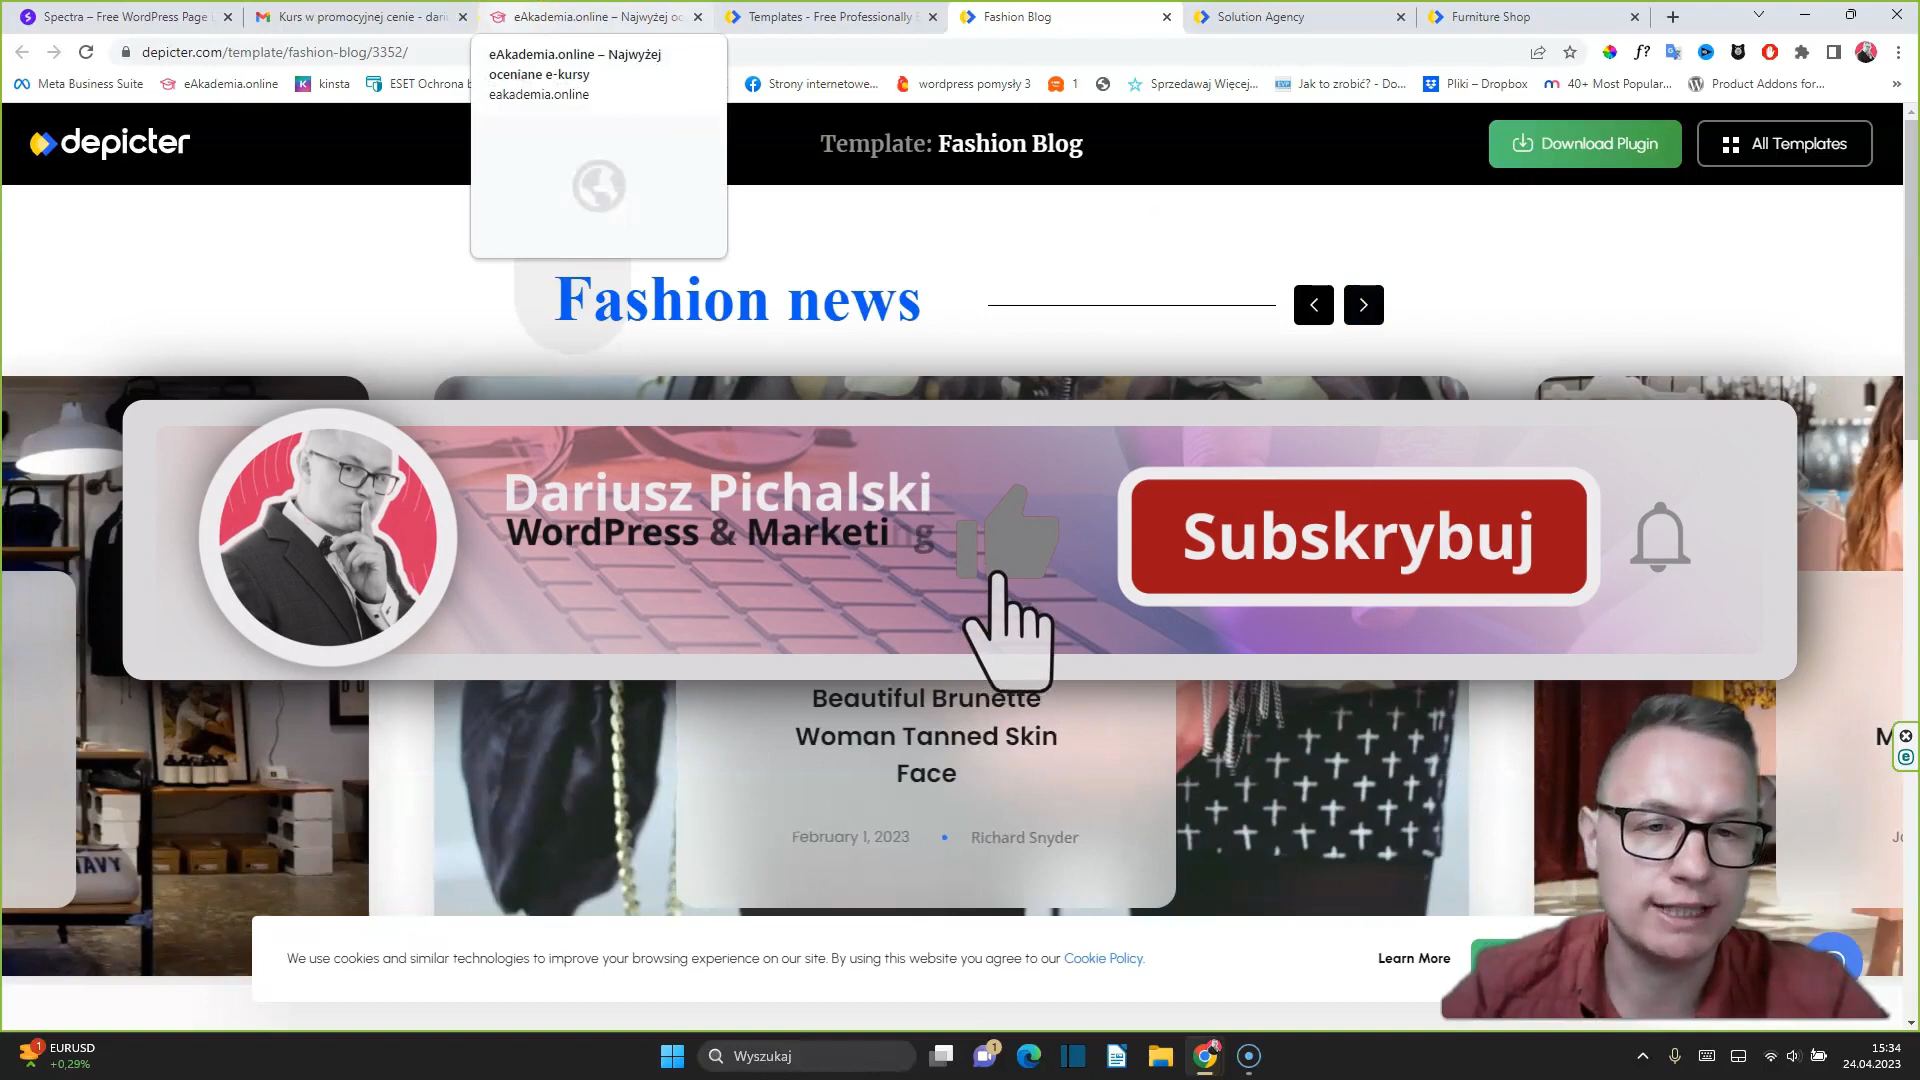 Spectra – Free WordPress Page
Kurs w promocyjnej cenie - dari
eAkademia.online – Najwyżej oc
Templates - Free Professionally
Fashion Blog
Solution Agency
Furniture Shop
depicter.com/template/fashion-blog/3352/
eAkademia.online – Najwyżej
oceniane e-kursy
eakademia.online
Meta Business Suite
eAkademia.online
kinsta
ESET Ochrona
Strony internetowe...
wordpress pomysły 3
1
Sprzedawaj Więcej,...
Jak to zrobić? - Do...
Pliki – Dropbox
40+ Most Popular...
Product Addons for...
depicter
Template: Fashion Blog
Download Plugin
All Templates
Fashion news
Dariusz Pichalski
WordPress & Marketing
Subskrybuj
Beautiful Brunette
Woman Tanned Skin
Face
February 1, 2023 • Richard Snyder
We use cookies and similar technologies to improve your browsing experience on our site. By using this website you agree to our Cookie Policy.
Learn More
EURUSD
+0,29%
Wyszukaj
15:34
24.04.2023